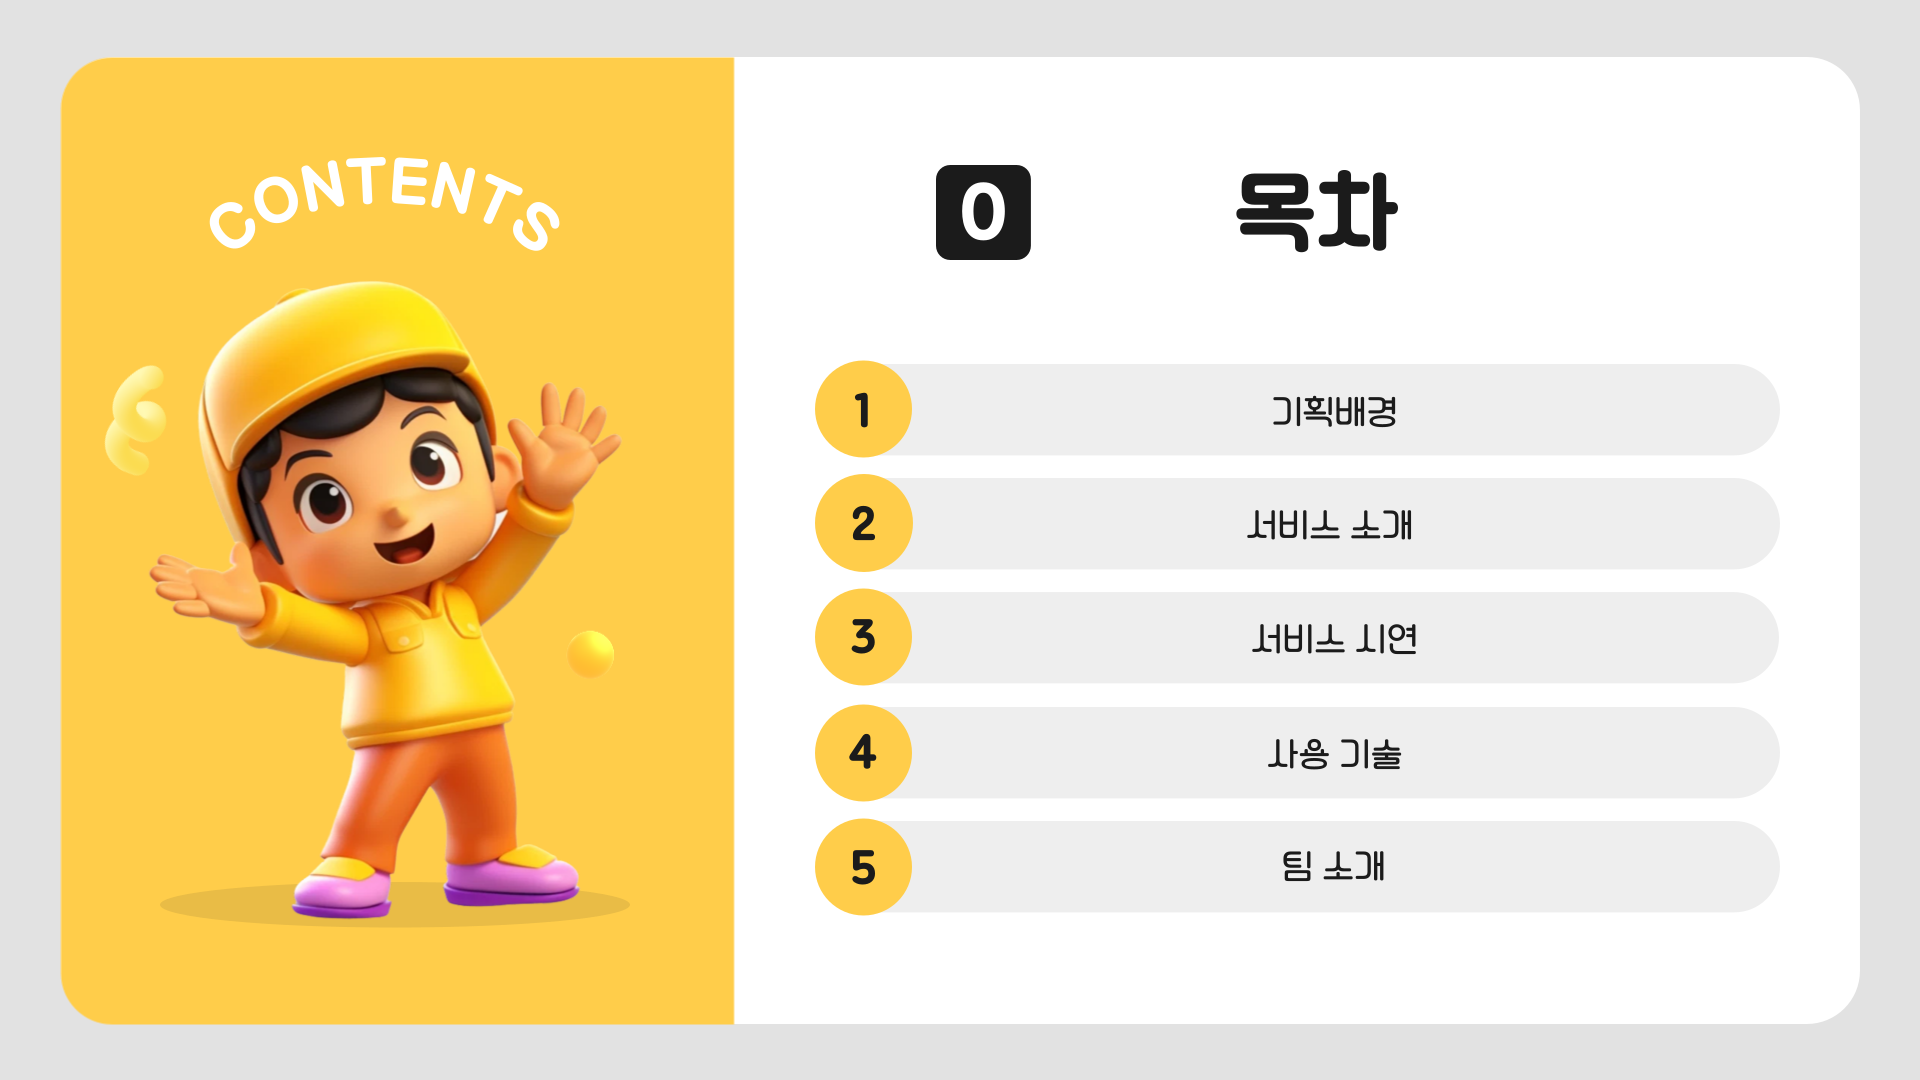 CONTENTS
0 목차
1 기획배경
2 서비스 소개
3 서비스 시연
4 사용 기술
5 팀 소개